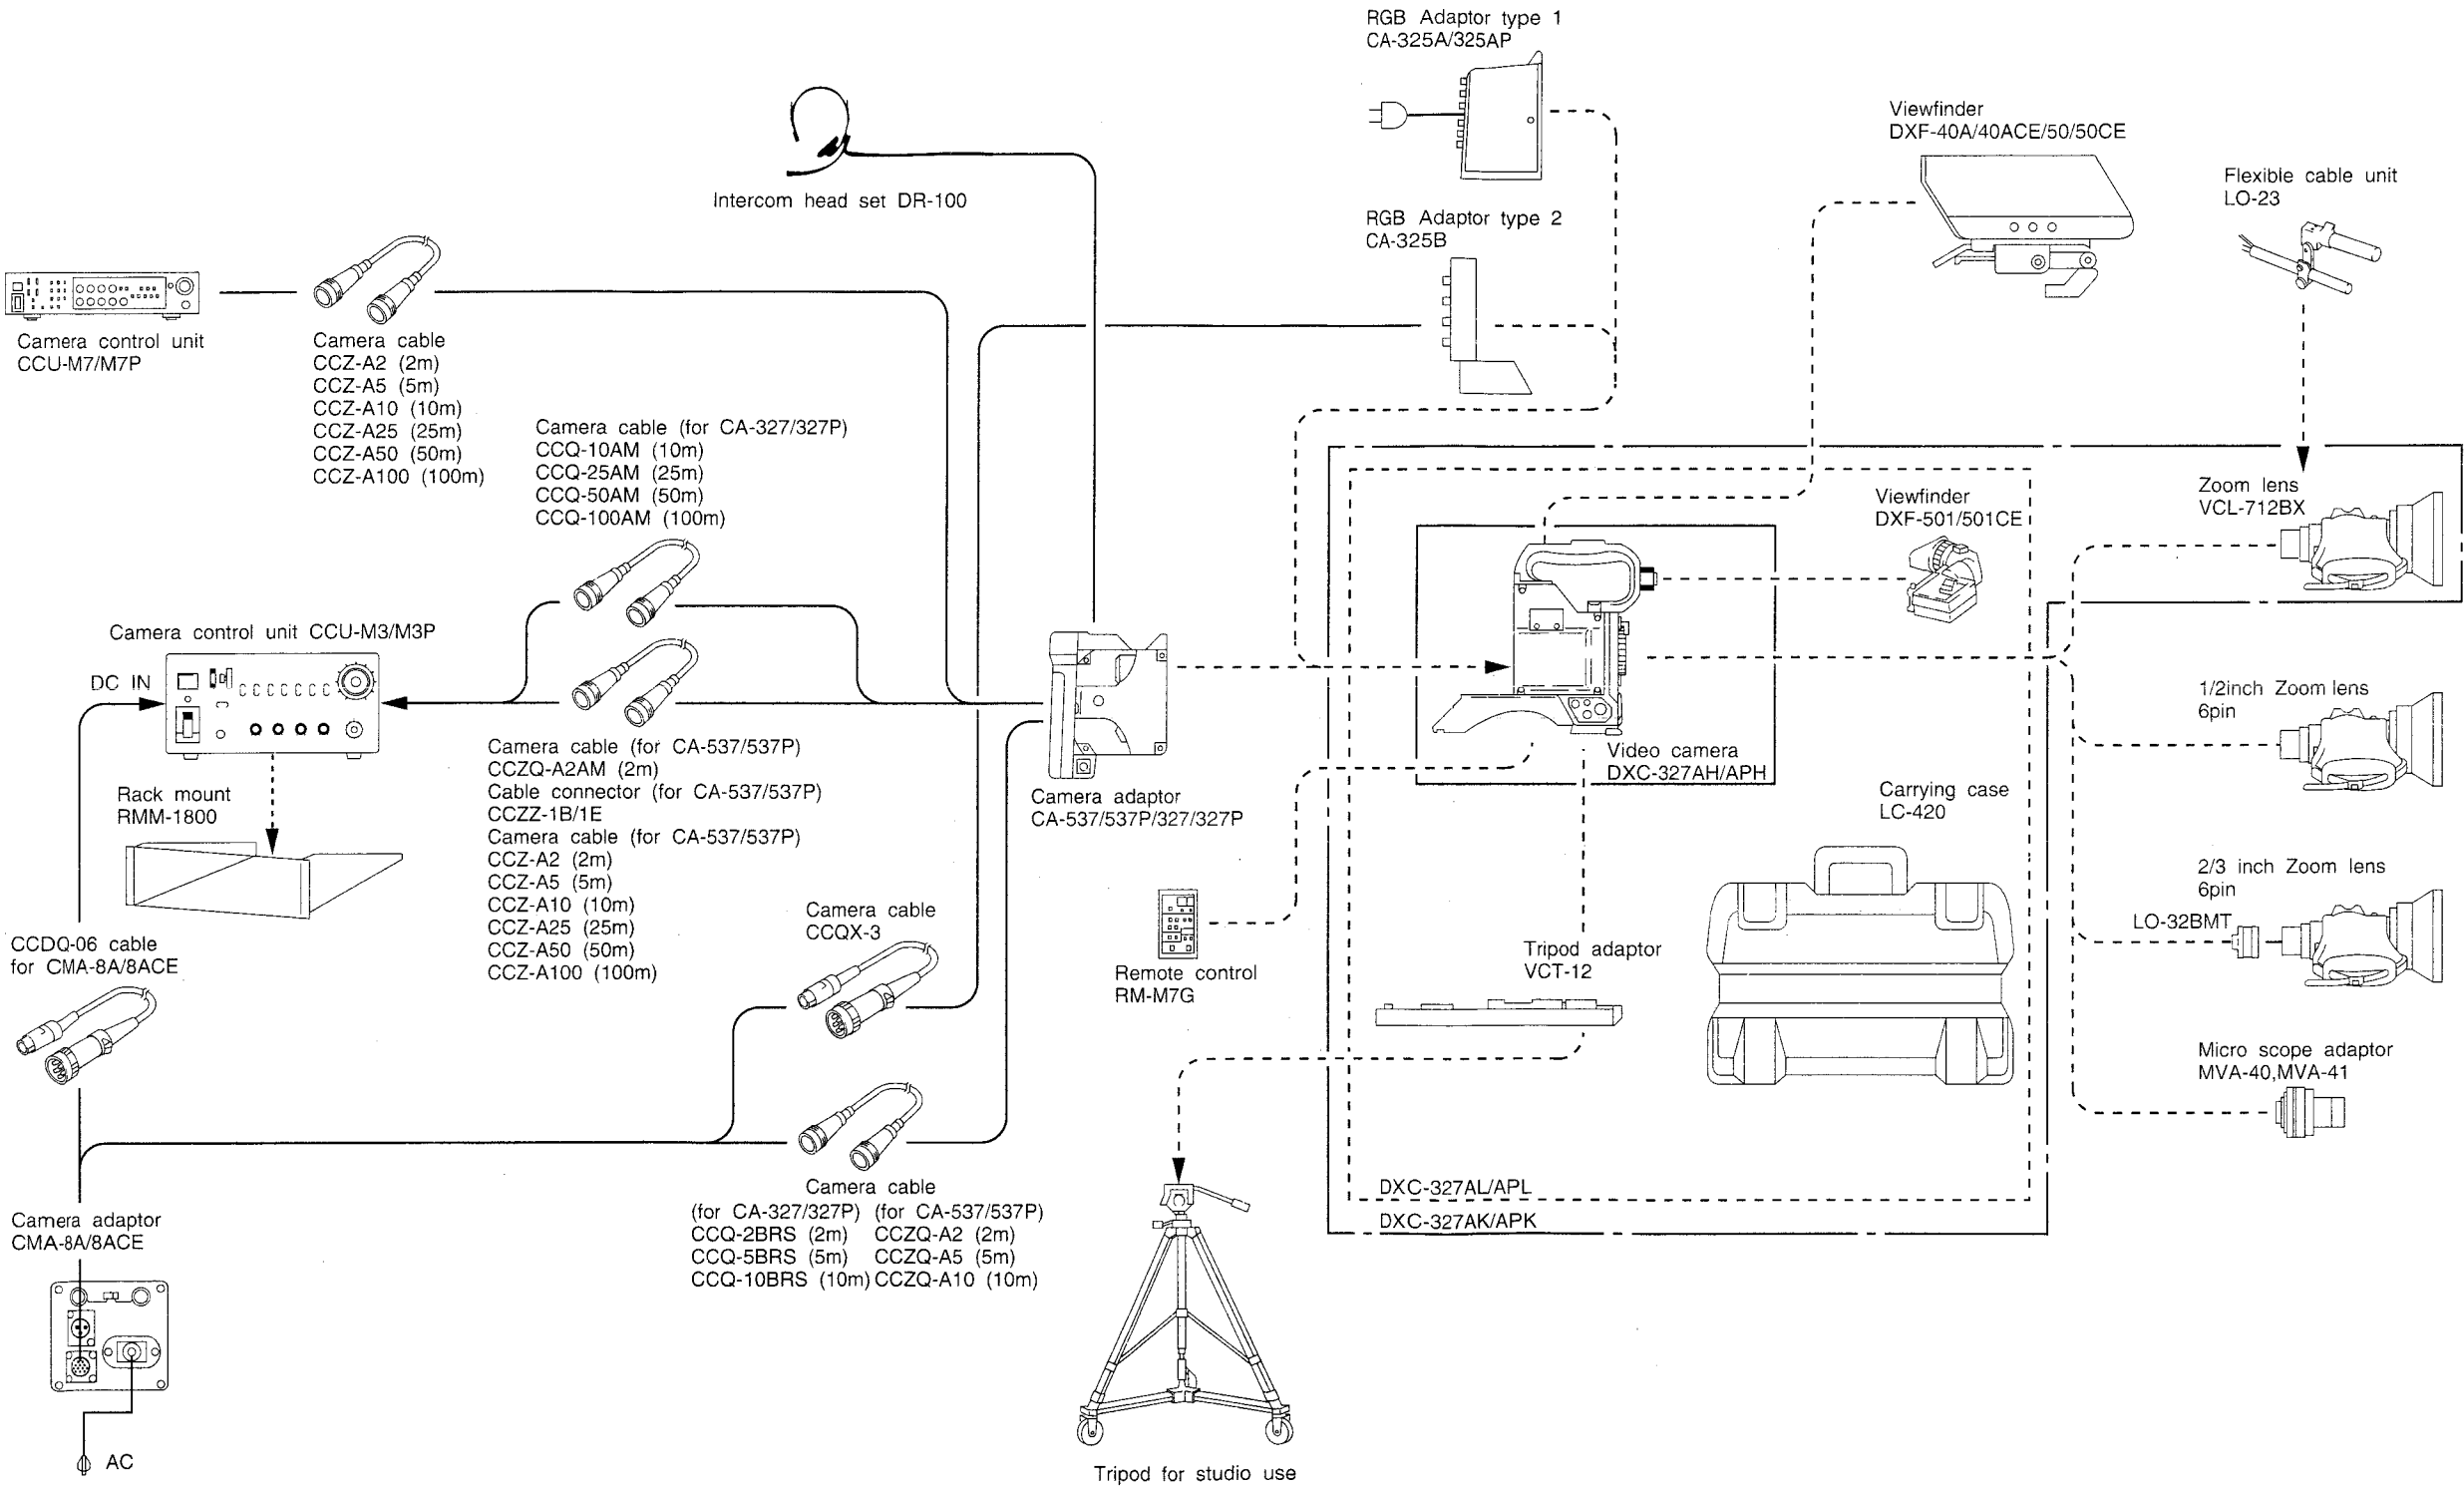 RGB Adaptor type 1
CA-325A/325AP
Viewfinder
DXF-40A/40ACE/50/50CE
Flexible cable unit
LO-23
Intercom head set DR-100
RGB Adaptor type 2
CA-325B
Camera control unit
CCU-M7/M7P
Camera cable
CCZ-A2 (2m)
CCZ-A5 (5m)
CCZ-A10 (10m)
CCZ-A25 (25m)
CCZ-A50 (50m)
CCZ-A100 (100m)
Camera cable (for CA-327/327P)
CCQ-10AM (10m)
CCQ-25AM (25m)
CCQ-50AM (50m)
CCQ-100AM (100m)
Viewfinder
DXF-501/501CE
Zoom lens
VCL-712BX
Camera control unit CCU-M3/M3P
DC IN
Rack mount
RMM-1800
Camera cable (for CA-537/537P)
CCZQ-A2AM (2m)
Cable connector (for CA-537/537P)
CCZZ-1B/1E
Camera cable (for CA-537/537P)
CCZ-A2 (2m)
CCZ-A5 (5m)
CCZ-A10 (10m)
CCZ-A25 (25m)
CCZ-A50 (50m)
CCZ-A100 (100m)
Camera adaptor
CA-537/537P/327/327P
Video camera
DXC-327AH/APH
1/2inch Zoom lens
6pin
Carrying case
LC-420
2/3 inch Zoom lens
6pin
LO-32BMT
Camera cable
CCQX-3
Remote control
RM-M7G
Tripod adaptor
VCT-12
CCDQ-06 cable
for CMA-8A/8ACE
Micro scope adaptor
MVA-40,MVA-41
DXC-327AL/APL
DXC-327AK/APK
Camera cable
(for CA-327/327P) (for CA-537/537P)
CCQ-2BRS (2m) CCZQ-A2 (2m)
CCQ-5BRS (5m) CCZQ-A5 (5m)
CCQ-10BRS (10m) CCZQ-A10 (10m)
Camera adaptor
CMA-8A/8ACE
AC
Tripod for studio use